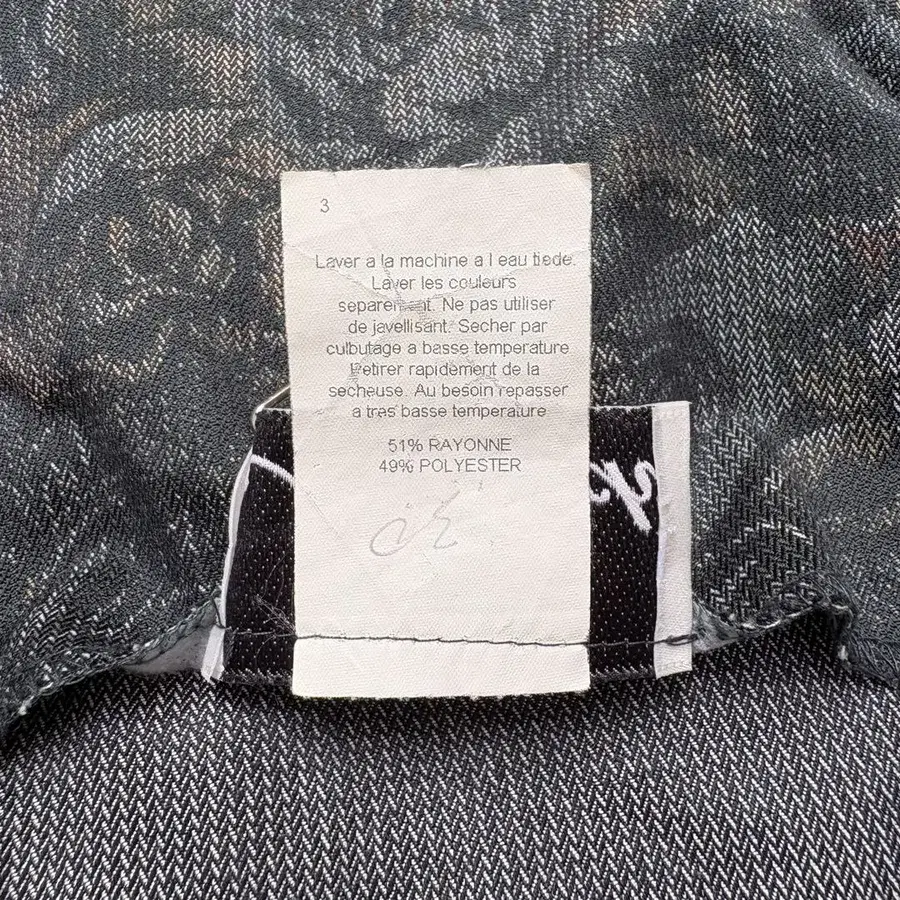 3
Laver a la machine a l eau tiede.
Laver les couleurs
separement. Ne pas utiliser
de javellisant. Secher par
culbutage a basse temperature
Retirer rapidement de la
secheuse. Au besoin repasser
a tres basse temperature
51% RAYONNE
49% POLYESTER